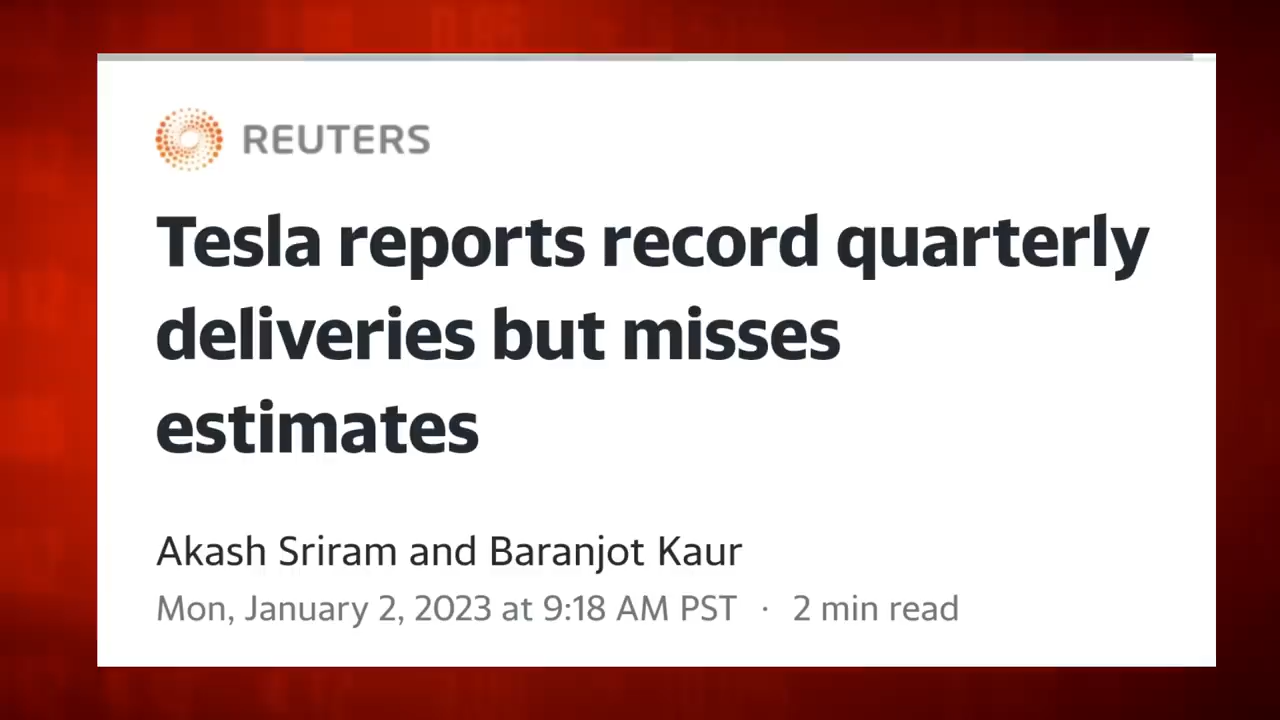 REUTERS
Tesla reports record quarterly
deliveries but misses
estimates
Akash Sriram and Baranjot Kaur
Mon, January 2, 2023 at 9:18 AM PST · 2 min read